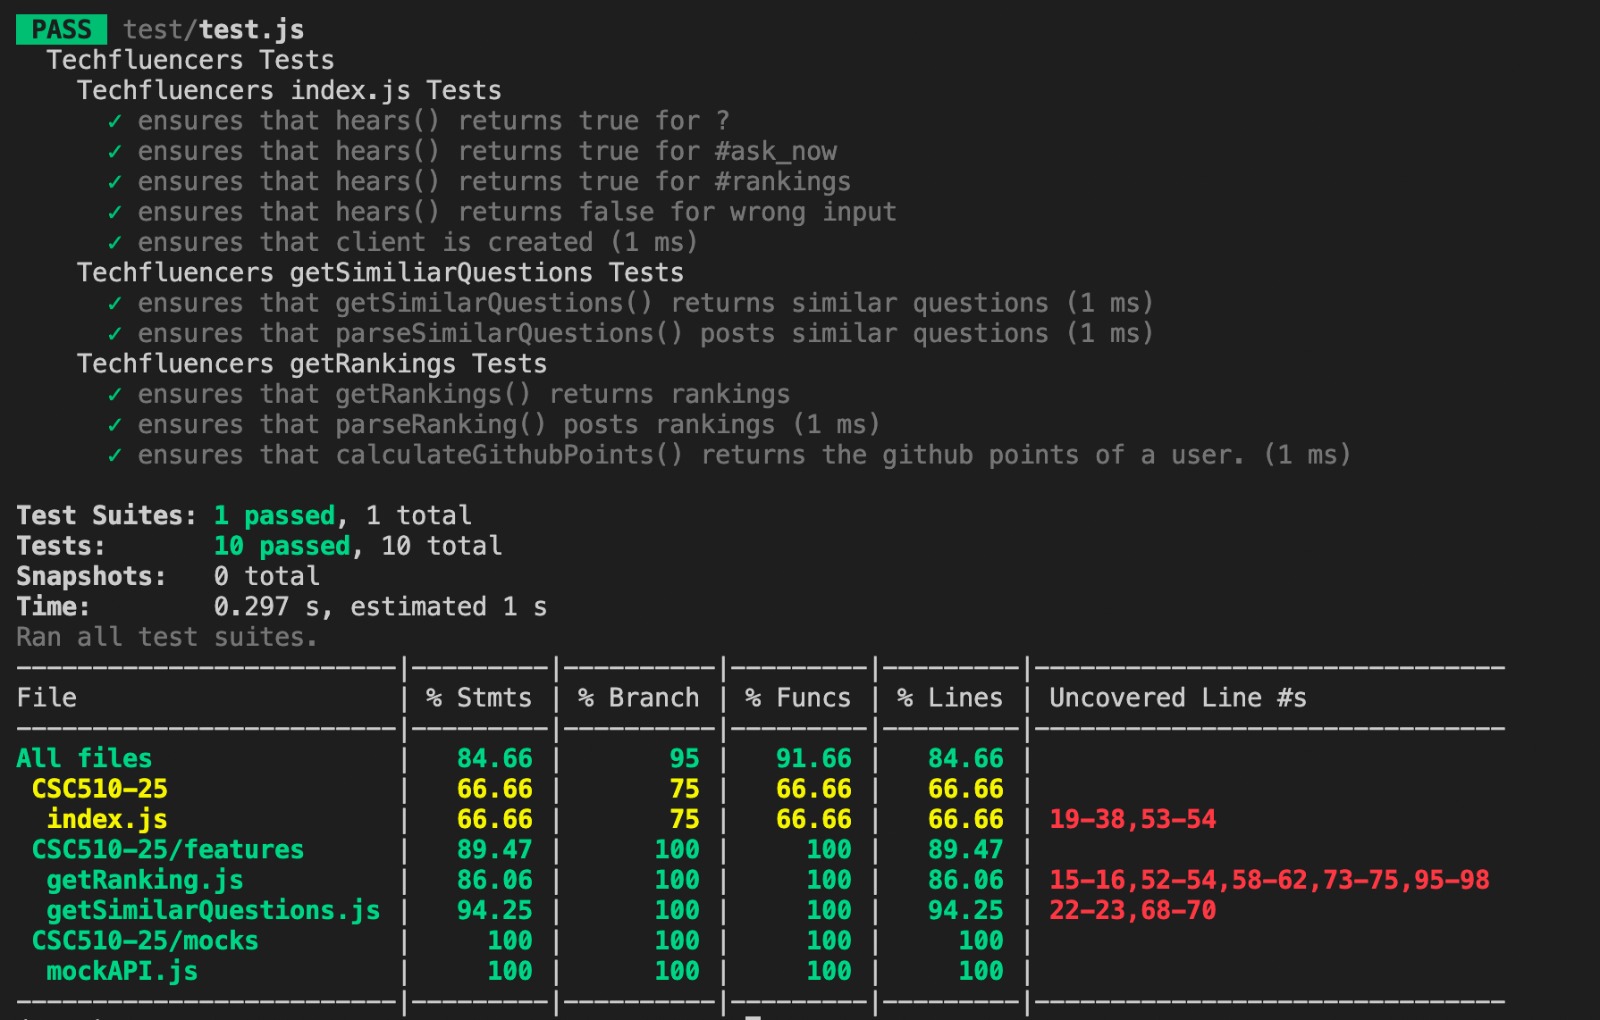 PASS test/test.js
Techfluencers Tests
Techfluencers index.js Tests
✓ ensures that hears() returns true for ?
✓ ensures that hears() returns true for #ask_now
✓ ensures that hears() returns true for #rankings
✓ ensures that hears() returns false for wrong input
✓ ensures that client is created (1 ms)
Techfluencers getSimiliarQuestions Tests
✓ ensures that getSimilarQuestions() returns similar questions (1 ms)
✓ ensures that parseSimilarQuestions() posts similar questions (1 ms)
Techfluencers getRankings Tests
✓ ensures that getRankings() returns rankings
✓ ensures that parseRanking() posts rankings (1 ms)
✓ ensures that calculateGithubPoints() returns the github points of a user. (1 ms)
Test Suites: 1 passed, 1 total
Tests: 10 passed, 10 total
Snapshots: 0 total
Time: 0.297 s, estimated 1 s
Ran all test suites.
File | % Stmts | % Branch | % Funcs | % Lines | Uncovered Line #s
All files | 84.66 | 95 | 91.66 | 84.66 |
CSC510-25 | 66.66 | 75 | 66.66 | 66.66 |
index.js | 66.66 | 75 | 66.66 | 66.66 | 19-38,53-54
CSC510-25/features | 89.47 | 100 | 100 | 89.47 |
getRanking.js | 86.06 | 100 | 100 | 86.06 | 15-16,52-54,58-62,73-75,95-98
getSimilarQuestions.js | 94.25 | 100 | 100 | 94.25 | 22-23,68-70
CSC510-25/mocks | 100 | 100 | 100 | 100 |
mockAPI.js | 100 | 100 | 100 | 100 |